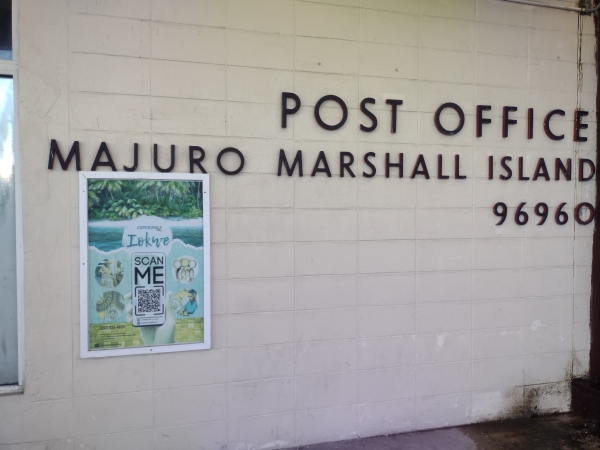 POST OFFICE
MAJURO MARSHALL ISLAND
96960
Iokwe
SCAN
ME